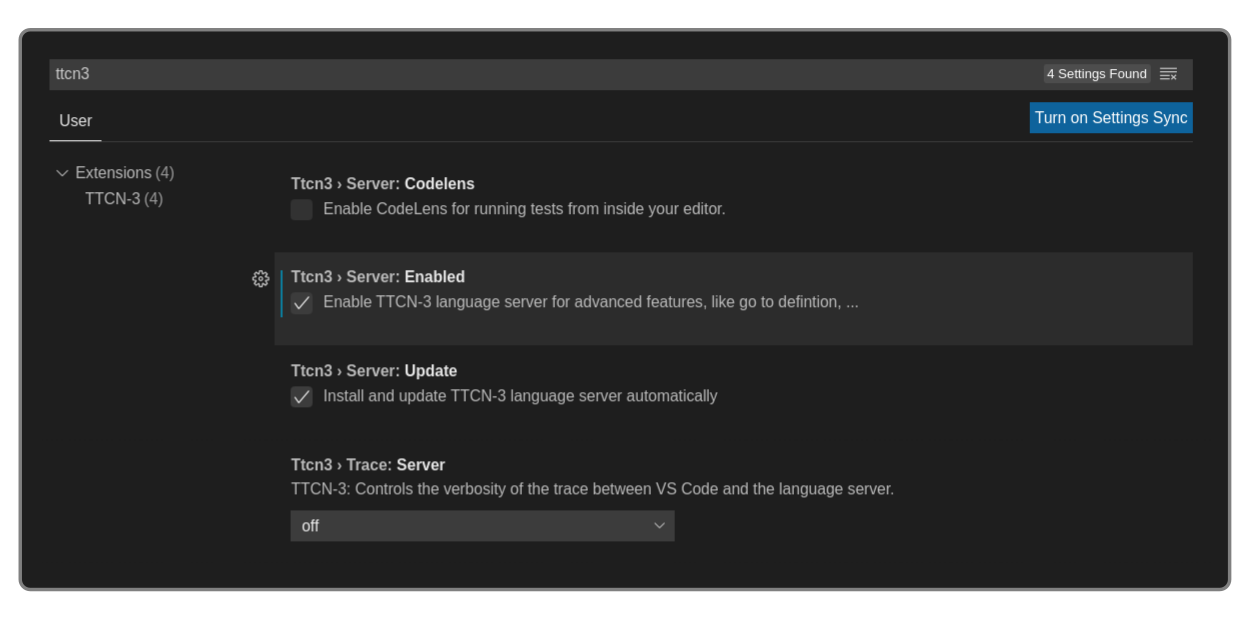 ttcn3
4 Settings Found
User
Turn on Settings Sync
Extensions (4)
TTCN-3 (4)
Ttcn3 › Server: Codelens
Enable CodeLens for running tests from inside your editor.
Ttcn3 › Server: Enabled
Enable TTCN-3 language server for advanced features, like go to defintion, ...
Ttcn3 › Server: Update
Install and update TTCN-3 language server automatically
Ttcn3 › Trace: Server
TTCN-3: Controls the verbosity of the trace between VS Code and the language server.
off